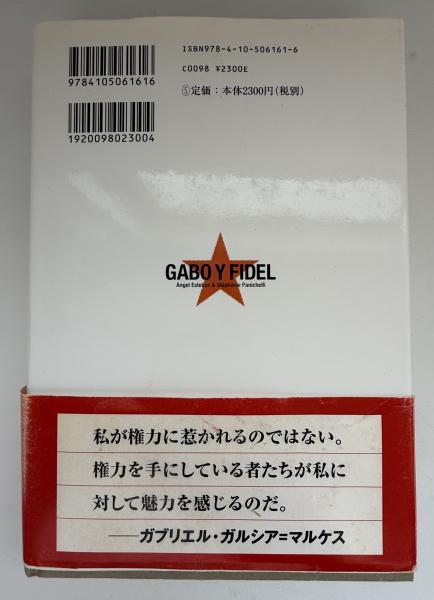 ISBN978-4-10-506161-6
C0098 ¥2300E
Ⓢ定価：本体2300円(税別)
9784105061616
1920098023004
GABO Y FIDEL
Ángel Esteban & Stéphanie Panichelli
私が権力に惹かれるのではない。
権力を手にしている者たちが私に
対して魅力を感じるのだ。
――ガブリエル・ガルシア=マルケス